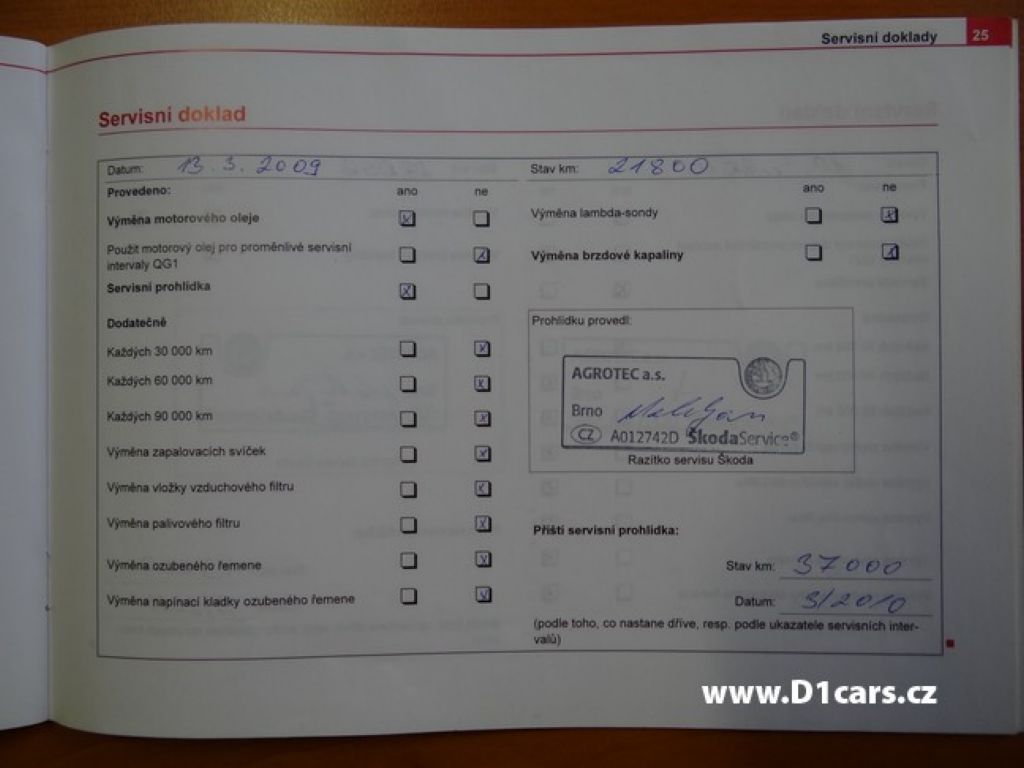 Servisní doklady 25
Servisní doklad
Datum: 13.3.2009
Provedeno: ano ne
Výměna motorového oleje
Použit motorový olej pro proměnlivé servisní
intervaly QG1
Servisní prohlídka
Dodatečně
Každých 30 000 km
Každých 60 000 km
Každých 90 000 km
Výměna zapalovacích svíček
Výměna vložky vzduchového filtru
Výměna palivového filtru
Výměna ozubeného řemene
Výměna napínací kladky ozubeného řemene
Stav km: 21800
ano ne
Výměna lambda-sondy
Výměna brzdové kapaliny
Prohlídku provedl:
AGROTEC a.s.
Brno
CZ A012742D ŠkodaService®
Razítko servisu Škoda
Příští servisní prohlídka:
Stav km: 37000
Datum: 3/2010
(podle toho, co nastane dříve, resp. podle ukazatele servisních inter-
valů)
www.D1cars.cz